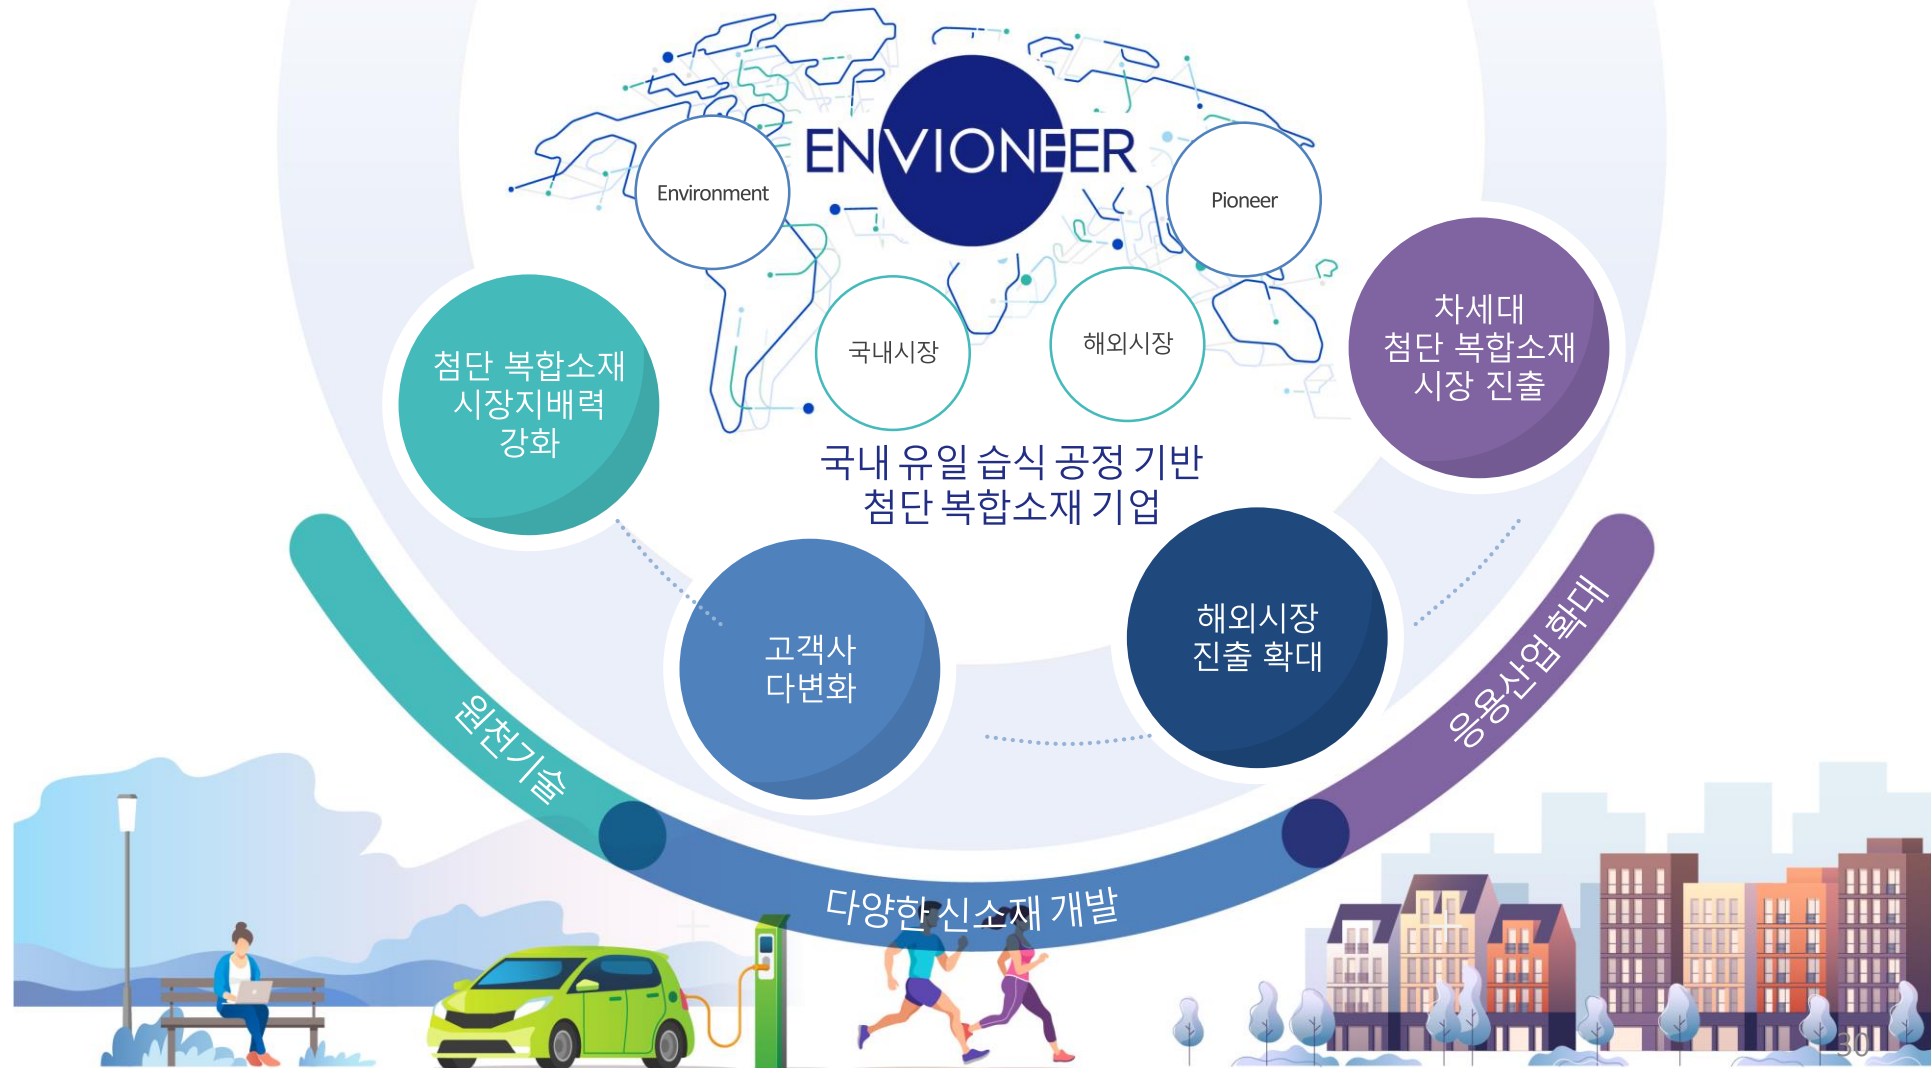 ENVIONEER
Environment
Pioneer
국내시장
해외시장
국내 유일 습식 공정 기반
첨단 복합소재 기업
첨단 복합소재
시장지배력
강화
고객사
다변화
해외시장
진출 확대
차세대
첨단 복합소재
시장 진출
원천기술
다양한 신소재 개발
응용산업 확대
30